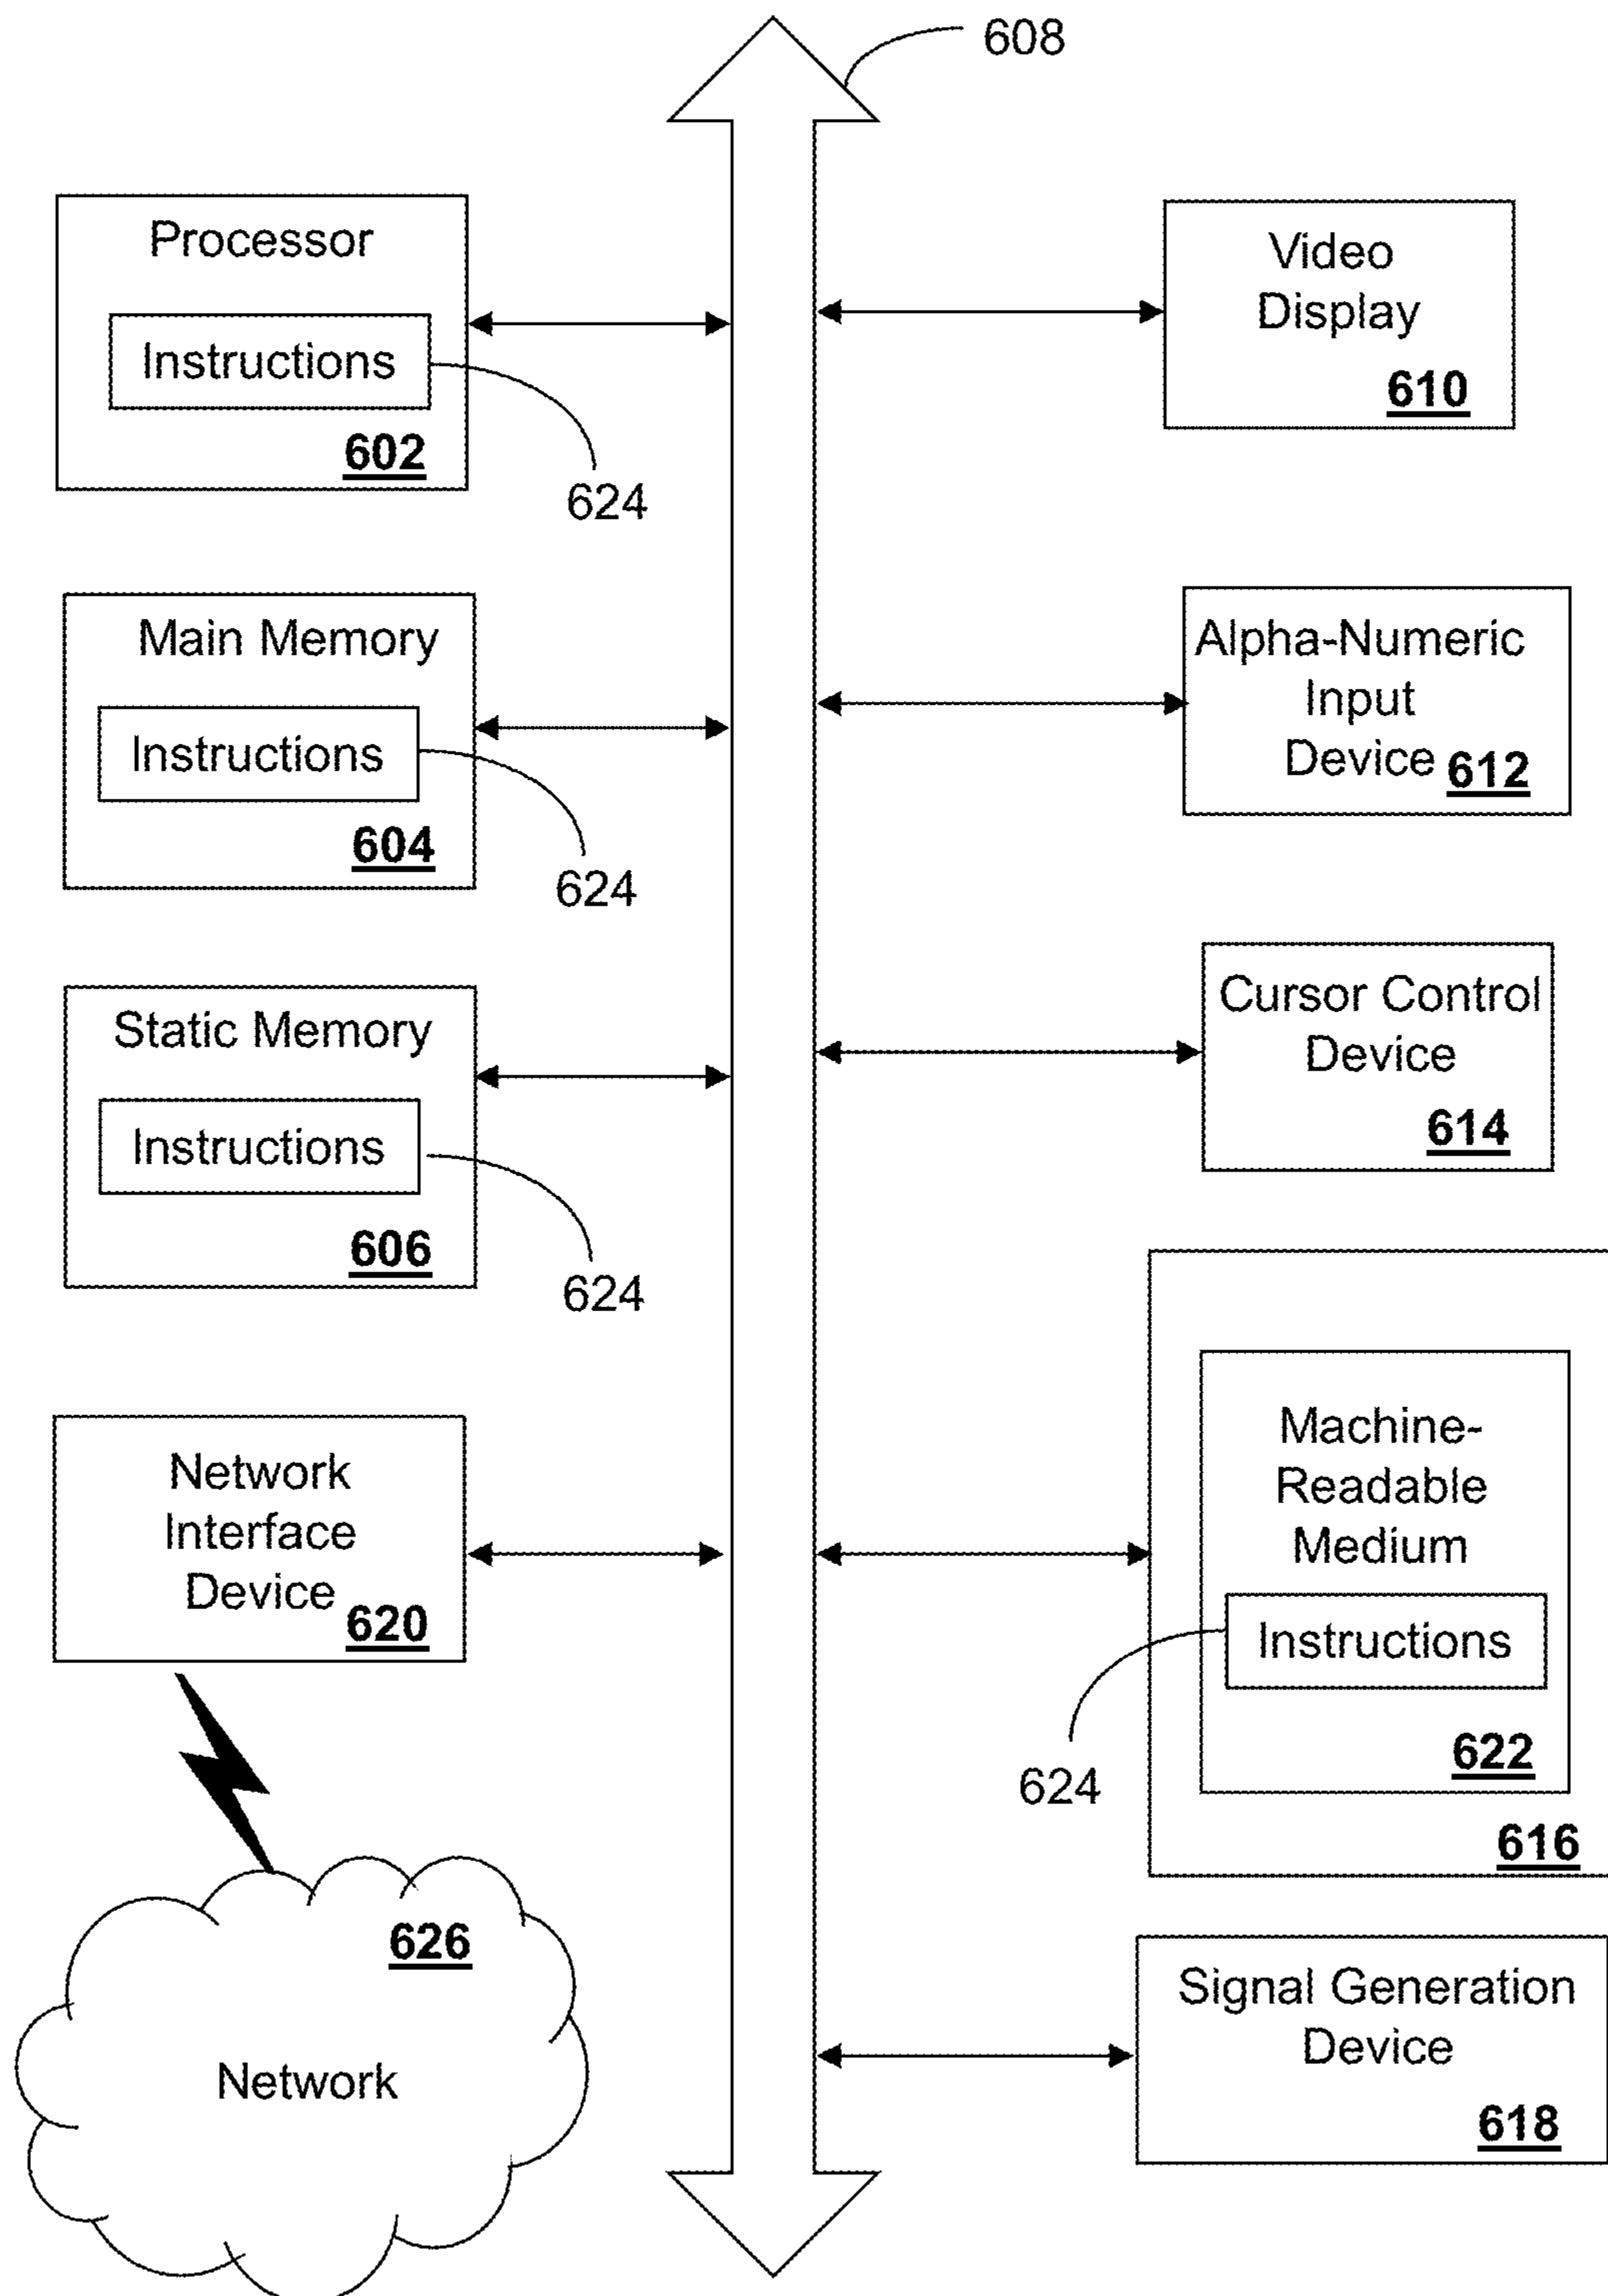 608
Processor
Instructions
602
624
Main Memory
Instructions
604
624
Static Memory
Instructions
606
624
Network
Interface
Device
620
626
Network
Video
Display
610
Alpha-Numeric
Input
Device
612
Cursor Control
Device
614
Machine-
Readable
Medium
Instructions
624
622
616
Signal Generation
Device
618